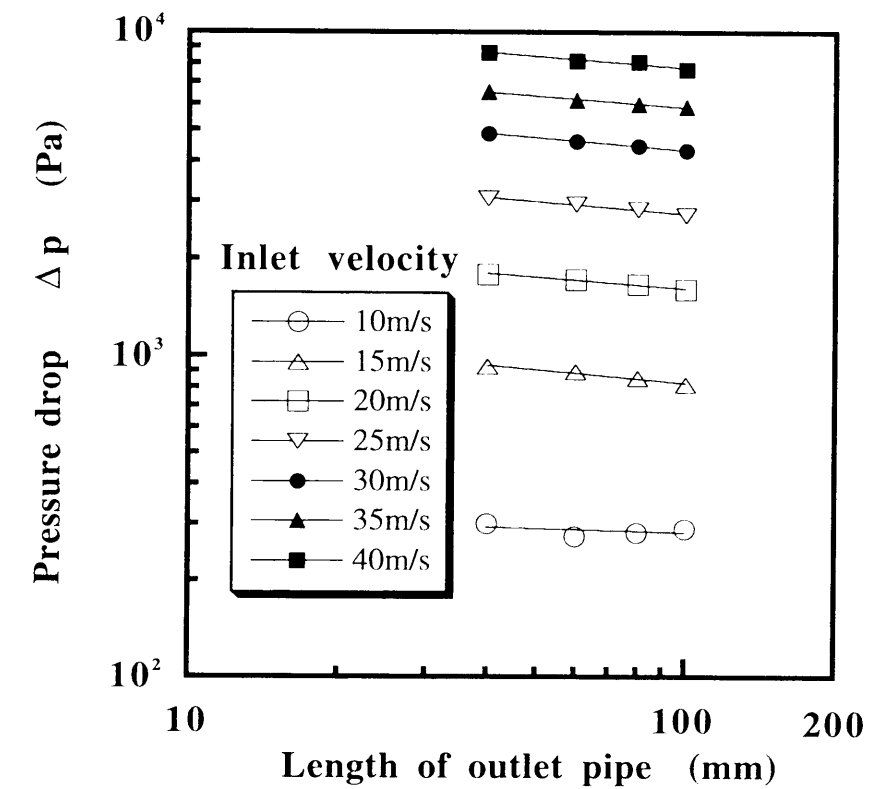 10⁴
10³
10²
Pressure drop Δp (Pa)
Inlet velocity
10m/s
15m/s
20m/s
25m/s
30m/s
35m/s
40m/s
10 100 200
Length of outlet pipe (mm)